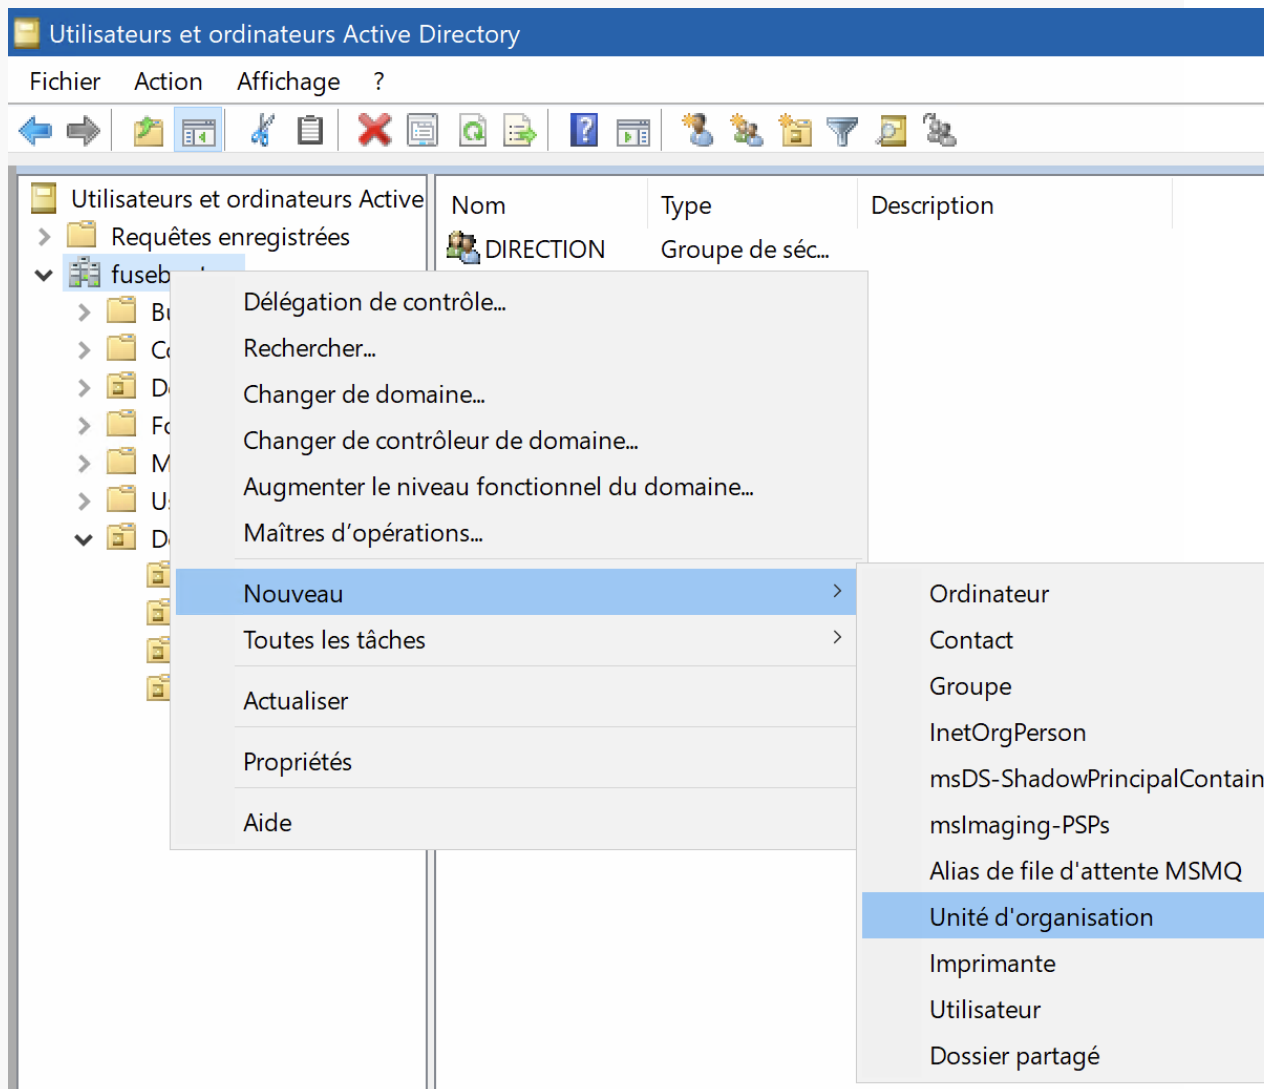 Utilisateurs et ordinateurs Active Directory
Fichier Action Affichage ?
Utilisateurs et ordinateurs Active
Requêtes enregistrées
Nom Type Description
DIRECTION Groupe de séc...
Délégation de contrôle...
Rechercher...
Changer de domaine...
Changer de contrôleur de domaine...
Augmenter le niveau fonctionnel du domaine...
Maîtres d’opérations...
Nouveau
Toutes les tâches
Actualiser
Propriétés
Aide
Ordinateur
Contact
Groupe
InetOrgPerson
msDS-ShadowPrincipalContain
msImaging-PSPs
Alias de file d'attente MSMQ
Unité d'organisation
Imprimante
Utilisateur
Dossier partagé